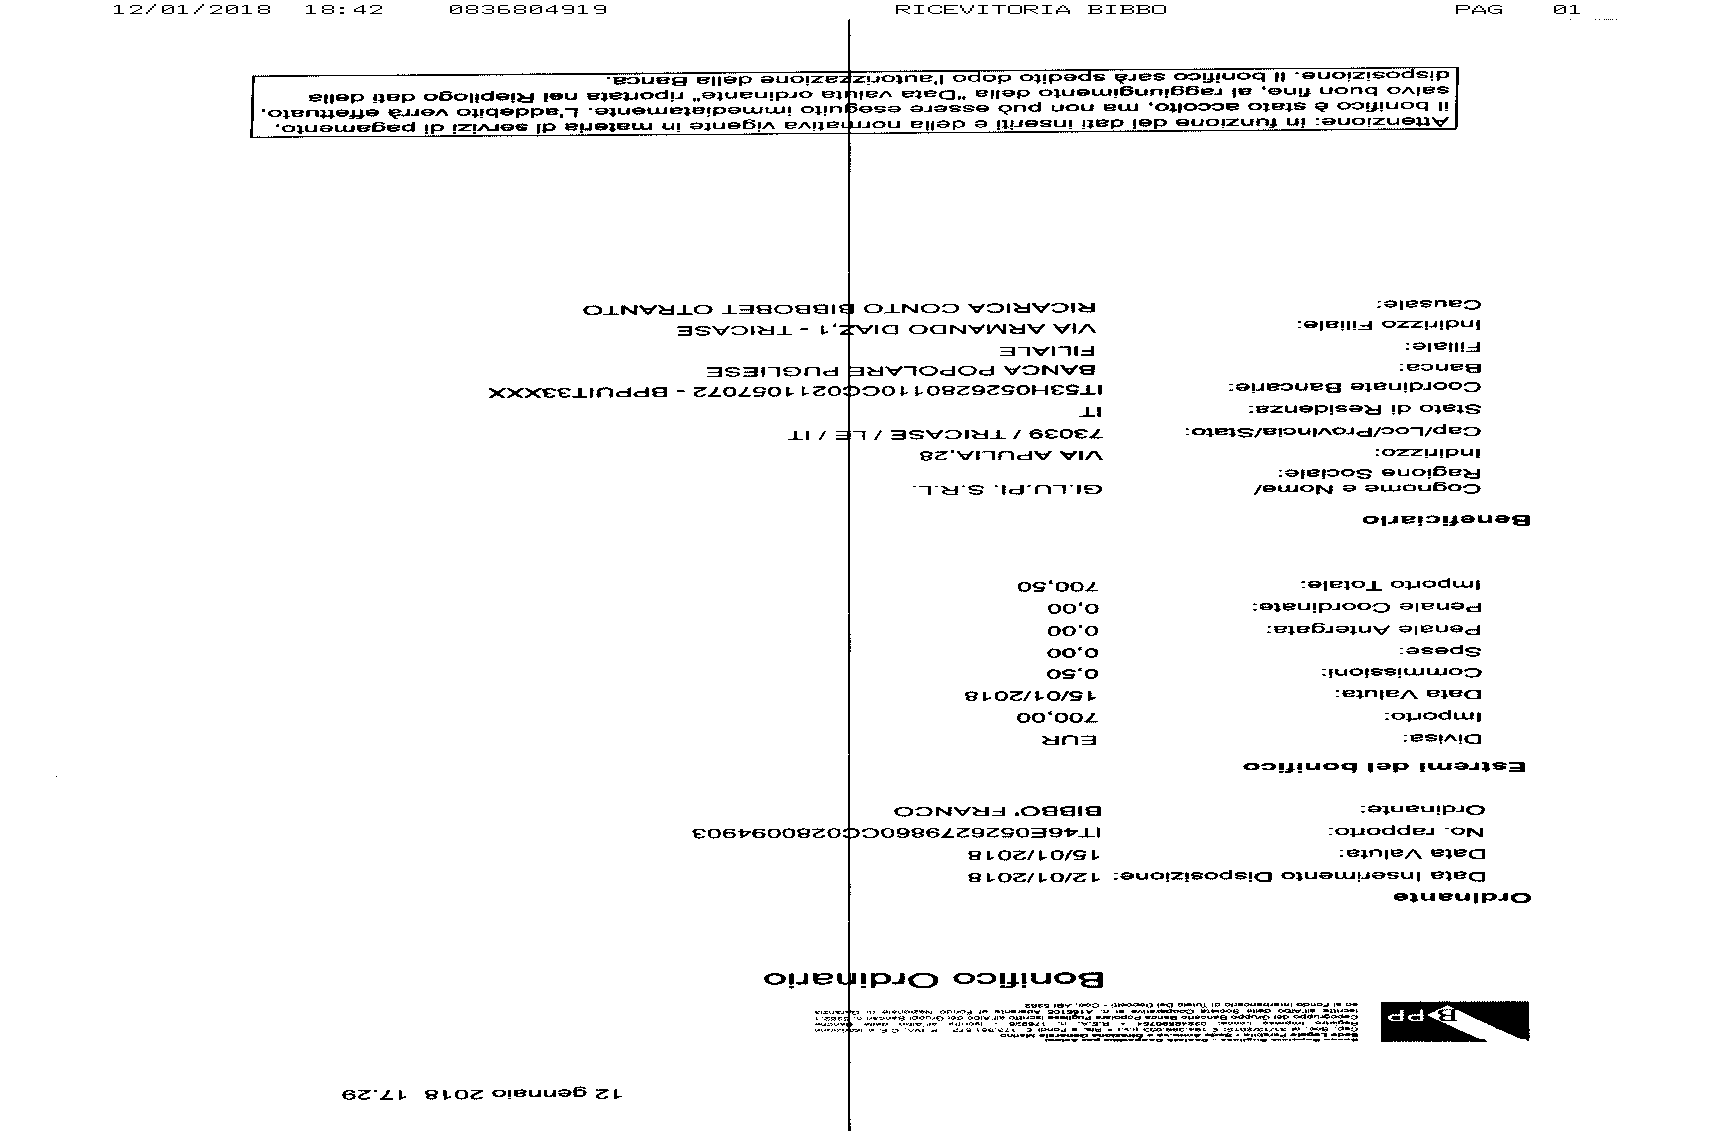 12/01/2018 18:42 0836804919 RICEVITORIA BIBBO PAG 01
12 gennaio 2018 17.29
BPP
Bonifico Ordinario
Ordinante
Data Inserimento Disposizione: 12/01/2018
Data Valuta: 15/01/2018
No. rapporto: IT46E0526279860CC0280094903
Ordinante: BIBBO' FRANCO
Estremi del bonifico
Divisa: EUR
Importo: 700,00
Data Valuta: 15/01/2018
Commissioni: 0,50
Spese: 0,00
Penale Antergata: 0,00
Penale Coordinate: 0,00
Importo Totale: 700,50
Beneficiario
Cognome e Nome/ GI.LU.PI. S.R.L.
Ragione Sociale:
Indirizzo: VIA APULIA,28
Cap/Loc/Provincia/Stato: 73039 / TRICASE / LE / IT
Stato di Residenza: IT
Coordinate Bancarie: IT53H0526280110CC0211057072 - BPPUIT33XXX
Banca: BANCA POPOLARE PUGLIESE
Filiale: FILIALE
Indirizzo Filiale: VIA ARMANDO DIAZ,1 - TRICASE
Causale: RICARICA CONTO BIBBOBET OTRANTO
Attenzione: in funzione dei dati inseriti e della normativa vigente in materia di servizi di pagamento,
il bonifico è stato accolto, ma non può essere eseguito immediatamente. L'addebito verrà effettuato,
salvo buon fine, al raggiungimento della "Data valuta ordinante" riportata nel Riepilogo dati della
disposizione. Il bonifico sarà spedito dopo l'autorizzazione della Banca.